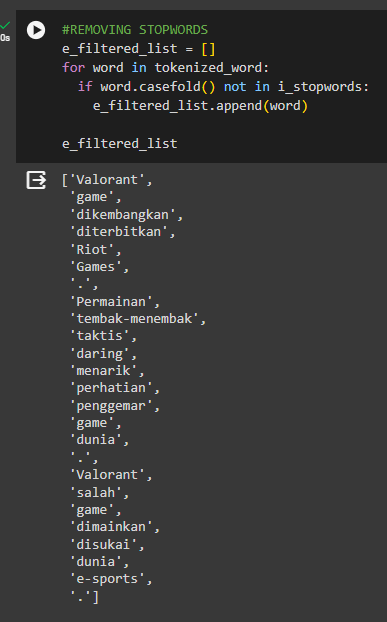 0s
#REMOVING STOPWORDS
e_filtered_list = []
for word in tokenized_word:
  if word.casefold() not in i_stopwords:
    e_filtered_list.append(word)
e_filtered_list
['Valorant',
'game',
'dikembangkan',
'diterbitkan',
'Riot',
'Games',
'.',
'Permainan',
'tembak-menembak',
'taktis',
'daring',
'menarik',
'perhatian',
'penggemar',
'game',
'dunia',
'.',
'Valorant',
'salah',
'game',
'dimainkan',
'disukai',
'dunia',
'e-sports',
'.']